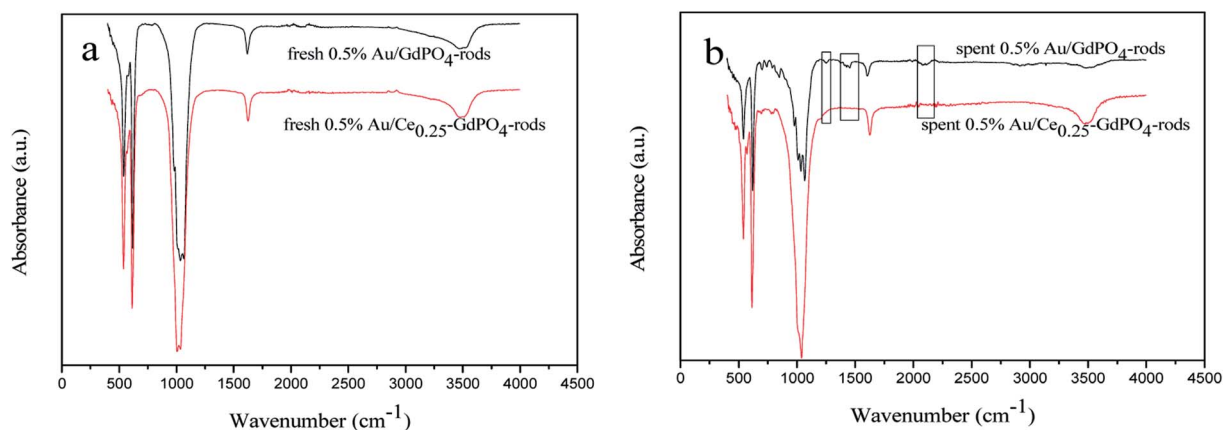 a
fresh 0.5% Au/GdPO4-rods
fresh 0.5% Au/Ce0.25-GdPO4-rods
Absorbance (a.u.)
0 500 1000 1500 2000 2500 3000 3500 4000 4500
Wavenumber (cm-1)
b
spent 0.5% Au/GdPO4-rods
spent 0.5% Au/Ce0.25-GdPO4-rods
Absorbance (a.u.)
0 500 1000 1500 2000 2500 3000 3500 4000 4500
Wavenumber (cm-1)